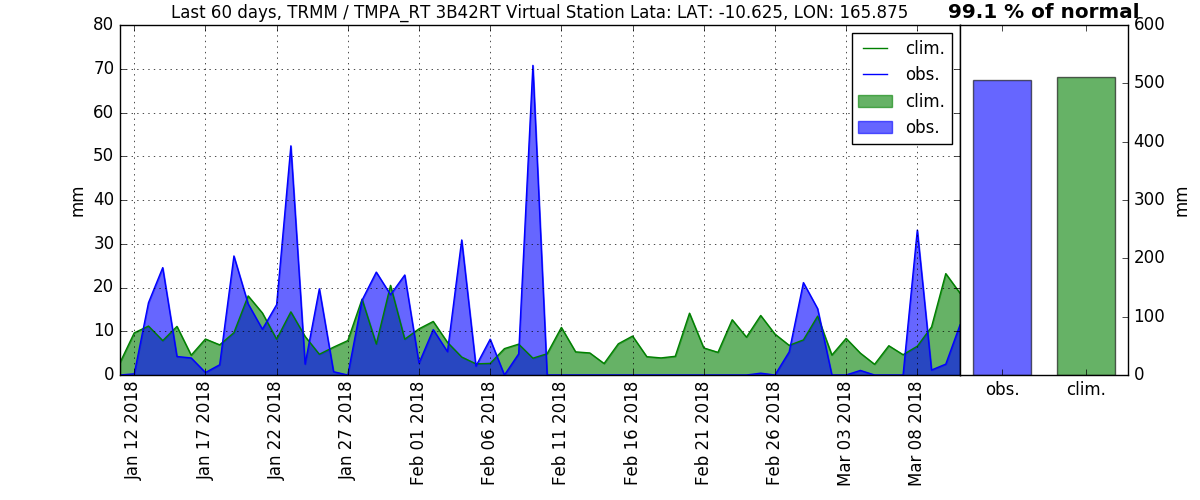 Last 60 days, TRMM / TMPA_RT 3B42RT Virtual Station Lata: LAT: -10.625, LON: 165.875
99.1 % of normal
80
70
60
50
40
30
20
10
0
mm
clim.
obs.
clim.
obs.
600
500
400
300
200
100
0
mm
obs.
clim.
Jan 12 2018
Jan 17 2018
Jan 22 2018
Jan 27 2018
Feb 01 2018
Feb 06 2018
Feb 11 2018
Feb 16 2018
Feb 21 2018
Feb 26 2018
Mar 03 2018
Mar 08 2018